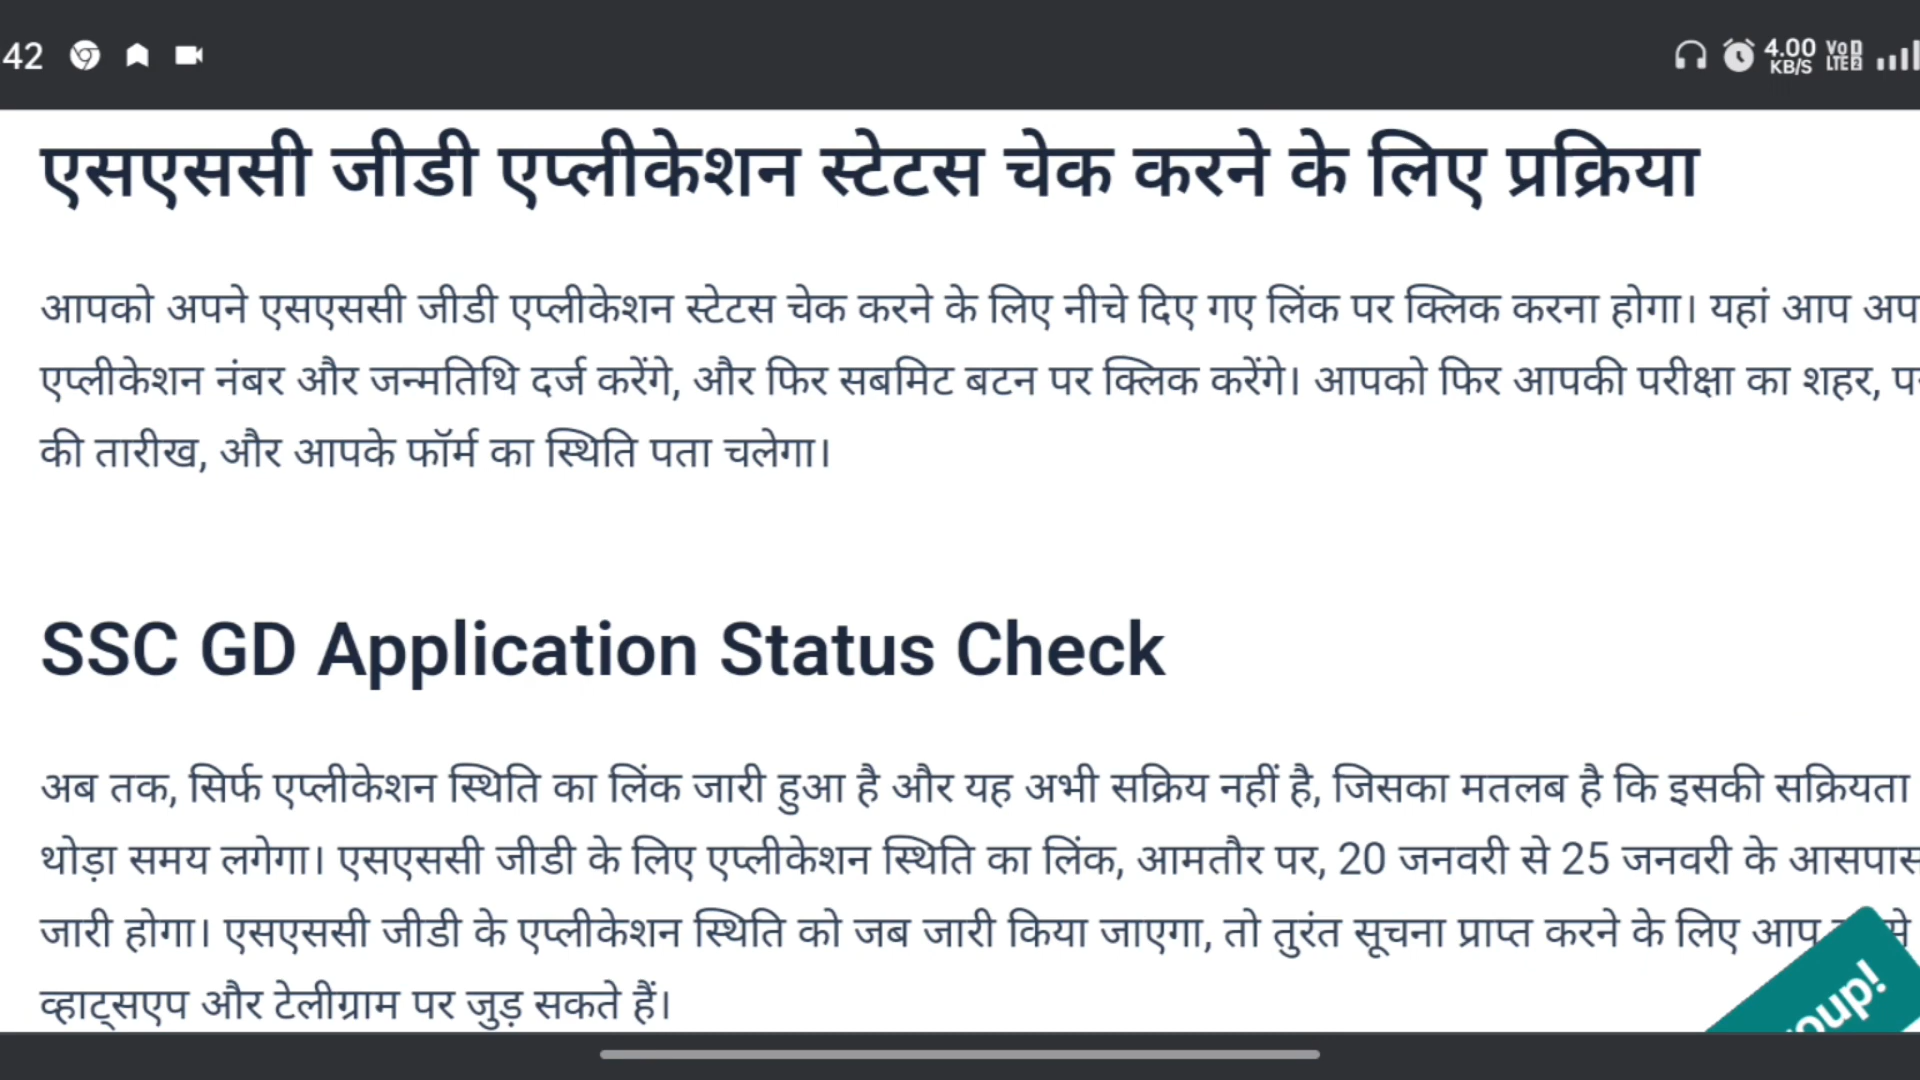 42
4.00
KB/S
Vo
LTE 2
एसएससी जीडी एप्लीकेशन स्टेटस चेक करने के लिए प्रक्रिया
आपको अपने एसएससी जीडी एप्लीकेशन स्टेटस चेक करने के लिए नीचे दिए गए लिंक पर क्लिक करना होगा। यहां आप
एप्लीकेशन नंबर और जन्मतिथि दर्ज करेंगे, और फिर सबमिट बटन पर क्लिक करेंगे। आपको फिर आपकी परीक्षा का शहर,
की तारीख, और आपके फॉर्म का स्थिति पता चलेगा।
SSC GD Application Status Check
अब तक, सिर्फ एप्लीकेशन स्थिति का लिंक जारी हुआ है और यह अभी सक्रिय नहीं है, जिसका मतलब है कि इसकी सक्रियता
थोड़ा समय लगेगा। एसएससी जीडी के लिए एप्लीकेशन स्थिति का लिंक, आमतौर पर, 20 जनवरी से 25 जनवरी के आसपास
जारी होगा। एसएससी जीडी के एप्लीकेशन स्थिति को जब जारी किया जाएगा, तो तुरंत सूचना प्राप्त करने के लिए आप
व्हाट्सएप और टेलीग्राम पर जुड़ सकते हैं।
oup!